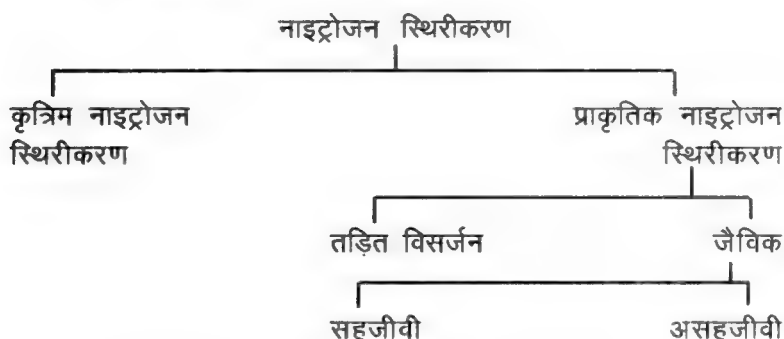 नाइट्रोजन स्थिरीकरण
कृत्रिम नाइट्रोजन
स्थिरीकरण
प्राकृतिक नाइट्रोजन
स्थिरीकरण
तड़ित विसर्जन
जैविक
सहजीवी
असहजीवी